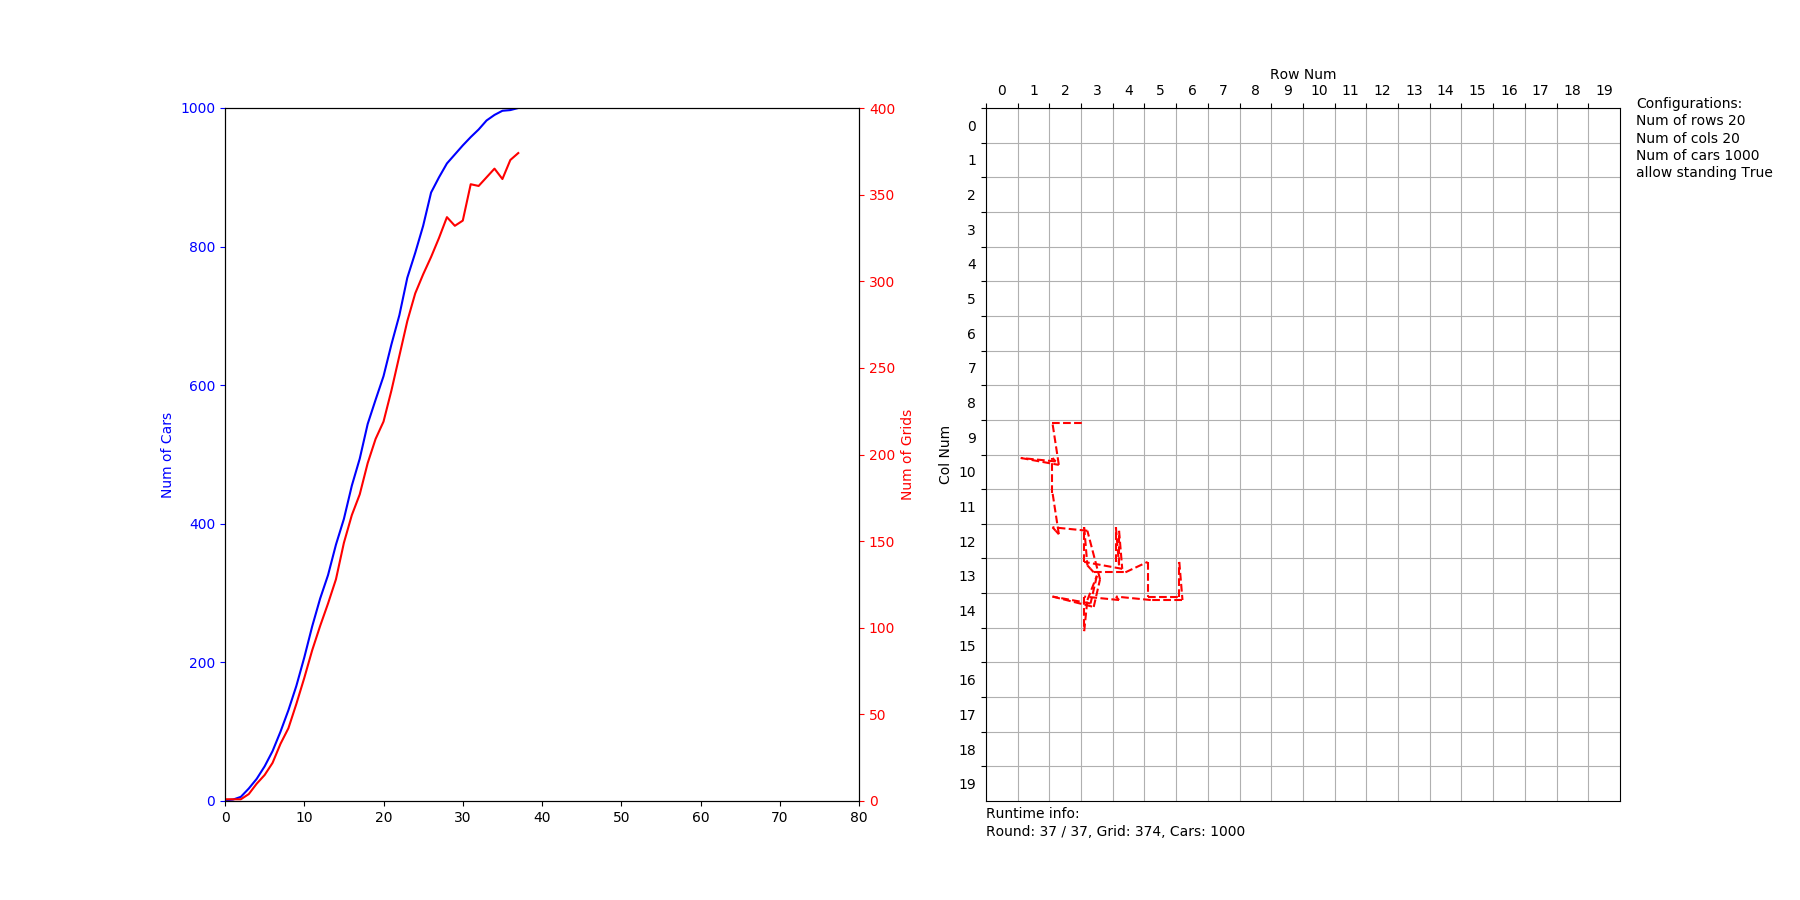 Num of Cars
1000
800
600
400
200
0
0 10 20 30 40 50 60 70 80
400
350
300
250
200
150
100
50
0
Num of Grids
Row Num
0 1 2 3 4 5 6 7 8 9 10 11 12 13 14 15 16 17 18 19
Col Num
0
1
2
3
4
5
6
7
8
9
10
11
12
13
14
15
16
17
18
19
Configurations:
Num of rows 20
Num of cols 20
Num of cars 1000
allow standing True
Runtime info:
Round: 37 / 37, Grid: 374, Cars: 1000